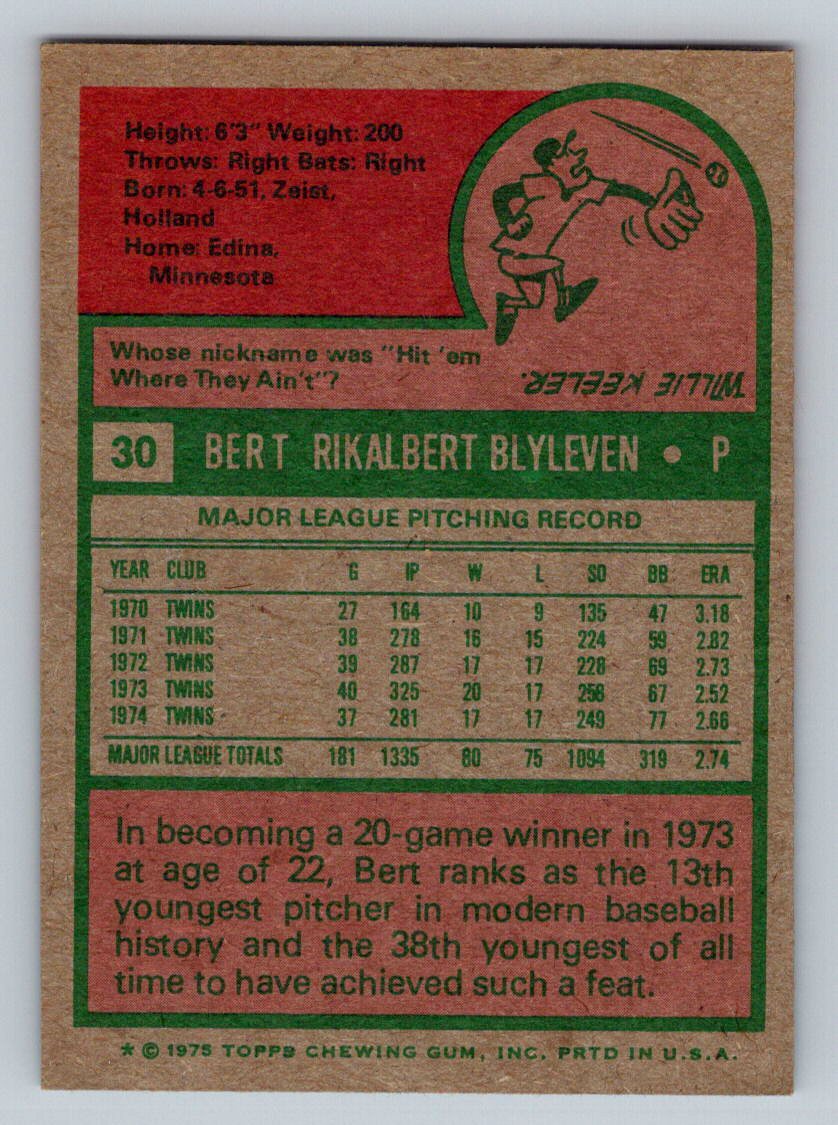 Height: 6'3" Weight: 200
Throws: Right Bats: Right
Born: 4-6-51, Zeist,
Holland
Home: Edina,
Minnesota
Whose nickname was "Hit 'em
Where They Ain't"?
WILLIE KEELER.
30 BERT RIKALBERT BLYLEVEN • P
MAJOR LEAGUE PITCHING RECORD
YEAR CLUB G IP W L SO BB ERA
1970 TWINS 27 164 10 9 135 47 3.18
1971 TWINS 38 278 16 15 224 59 2.82
1972 TWINS 39 287 17 17 228 69 2.73
1973 TWINS 40 325 20 17 258 67 2.52
1974 TWINS 37 281 17 17 249 77 2.66
MAJOR LEAGUE TOTALS 181 1335 80 75 1094 319 2.74
In becoming a 20-game winner in 1973
at age of 22, Bert ranks as the 13th
youngest pitcher in modern baseball
history and the 38th youngest of all
time to have achieved such a feat.
* © 1975 TOPPS CHEWING GUM, INC. PRTD IN U.S.A.